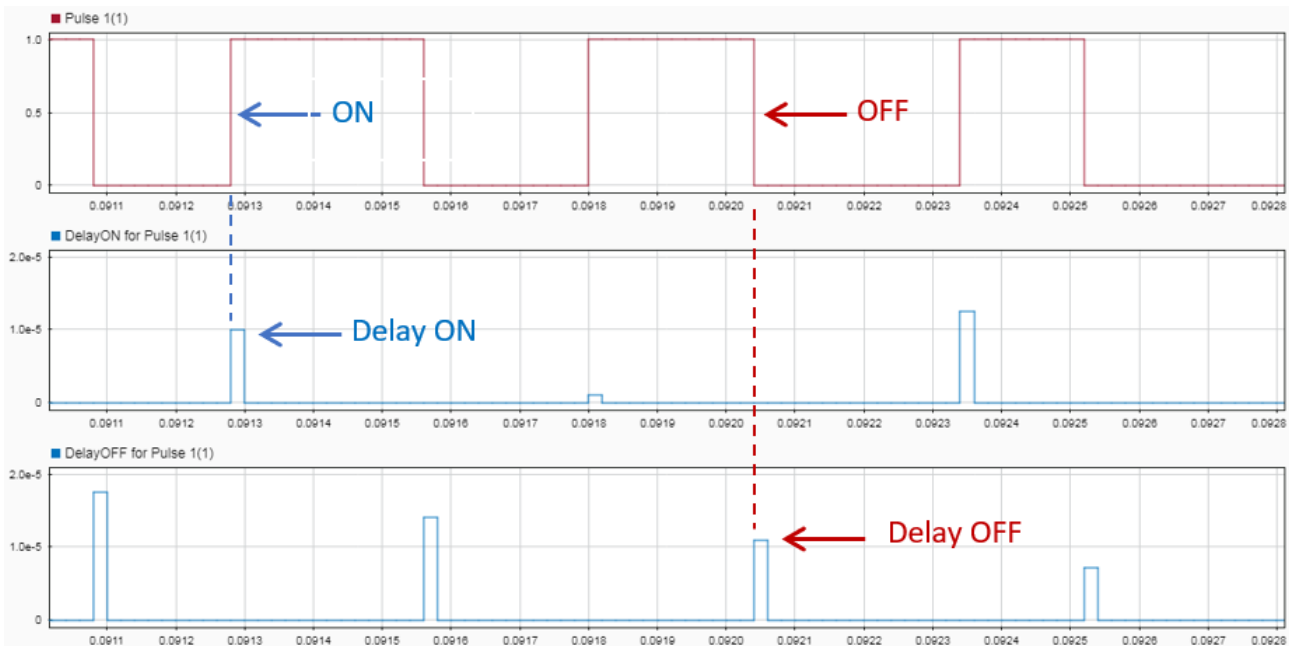 Pulse 1(1)
1.0
ON
OFF
0.5
0
0.0911 0.0912 0.0913 0.0914 0.0915 0.0916 0.0917 0.0918 0.0919 0.0920 0.0921 0.0922 0.0923 0.0924 0.0925 0.0926 0.0927 0.0928
DelayON for Pulse 1(1)
2.0e-5
Delay ON
1.0e-5
0
0.0911 0.0912 0.0913 0.0914 0.0915 0.0916 0.0917 0.0918 0.0919 0.0920 0.0921 0.0922 0.0923 0.0924 0.0925 0.0926 0.0927 0.0928
DelayOFF for Pulse 1(1)
2.0e-5
Delay OFF
1.0e-5
0
0.0911 0.0912 0.0913 0.0914 0.0915 0.0916 0.0917 0.0918 0.0919 0.0920 0.0921 0.0922 0.0923 0.0924 0.0925 0.0926 0.0927 0.0928